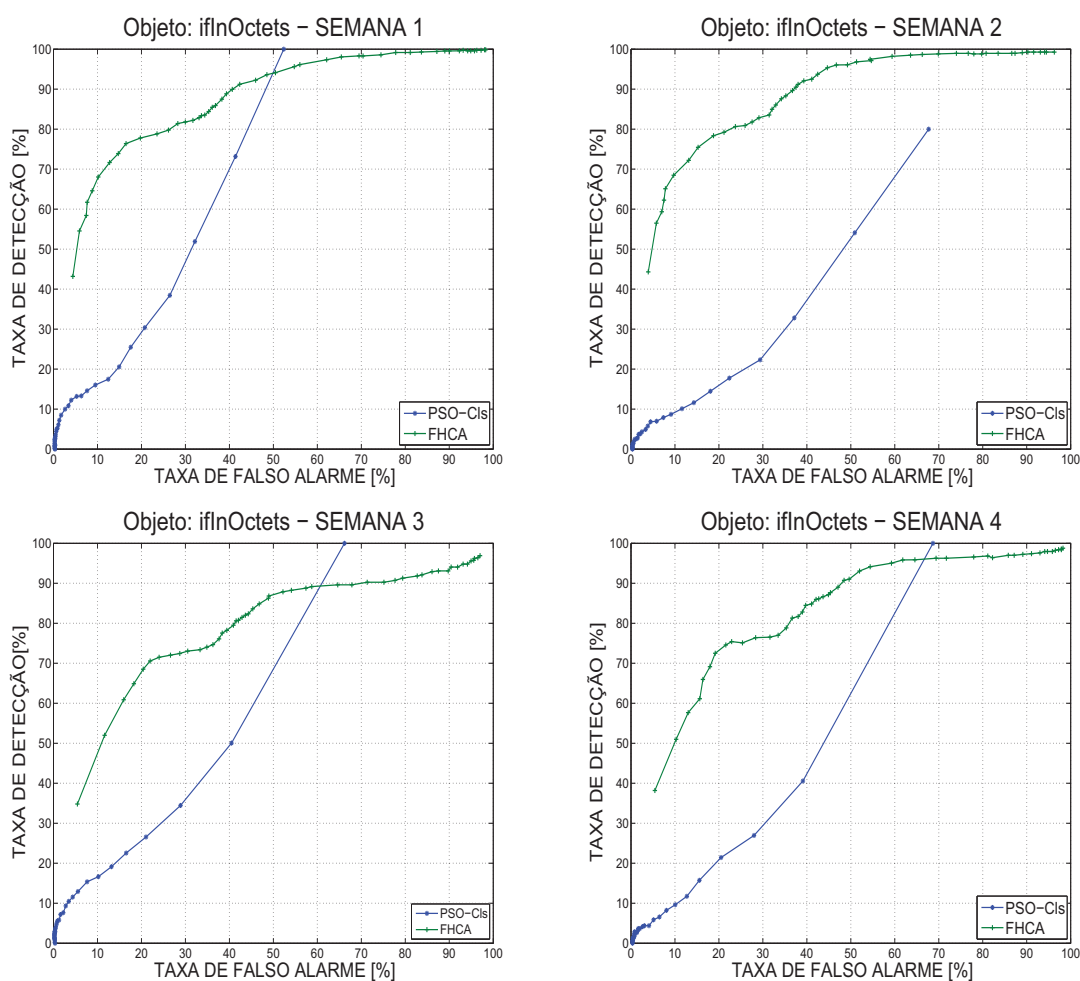 Objeto: ifInOctets − SEMANA 1
TAXA DE DETECÇÃO [%]
100
90
80
70
60
50
40
30
20
10
0
0 10 20 30 40 50 60 70 80 90 100
TAXA DE FALSO ALARME [%]
PSO−Cls
FHCA
Objeto: ifInOctets − SEMANA 2
TAXA DE DETECÇÃO [%]
100
90
80
70
60
50
40
30
20
10
0
0 10 20 30 40 50 60 70 80 90 100
TAXA DE FALSO ALARME [%]
PSO−Cls
FHCA
Objeto: ifInOctets − SEMANA 3
TAXA DE DETECÇÃO[%]
100
90
80
70
60
50
40
30
20
10
0
0 10 20 30 40 50 60 70 80 90 100
TAXA DE FALSO ALARME [%]
PSO−Cls
FHCA
Objeto: ifInOctets − SEMANA 4
TAXA DE DETECÇÃO [%]
100
90
80
70
60
50
40
30
20
10
0
0 10 20 30 40 50 60 70 80 90 100
TAXA DE FALSO ALARME [%]
PSO−Cls
FHCA